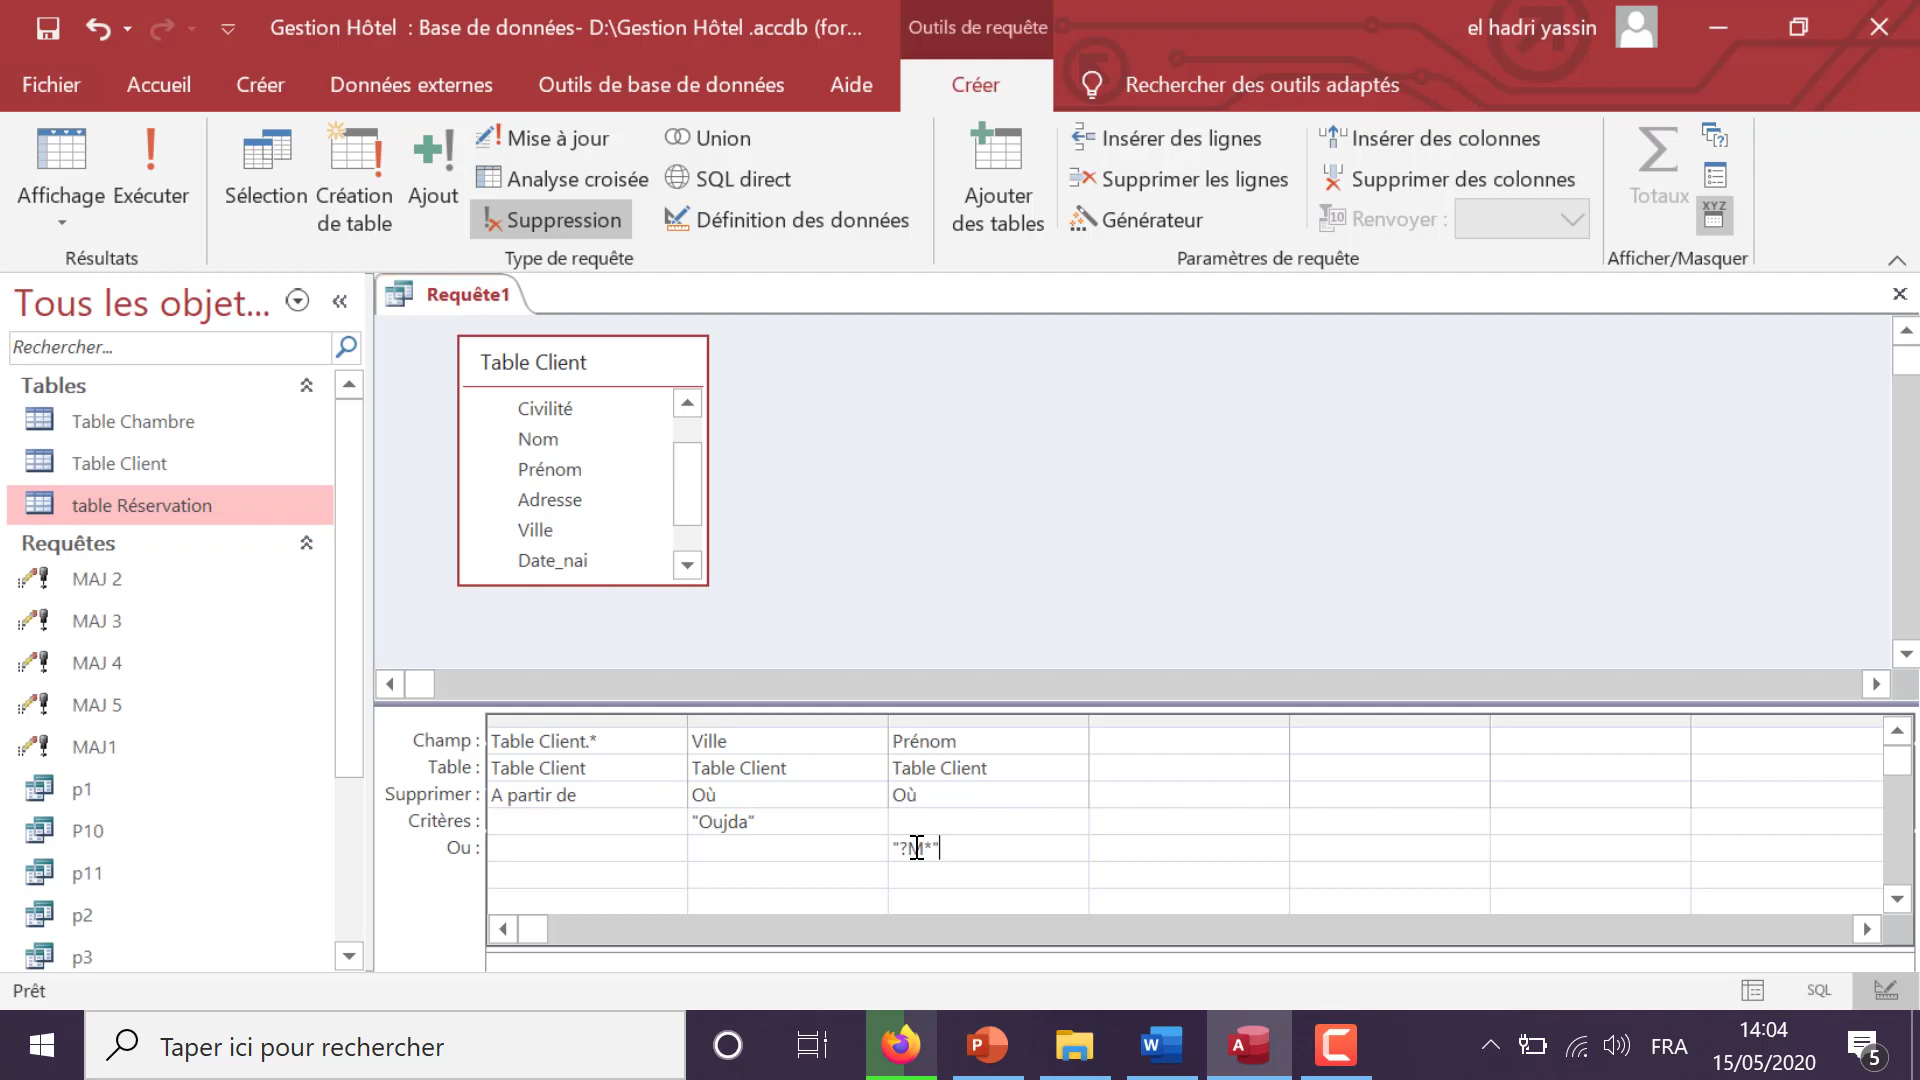 Gestion Hôtel : Base de données- D:\Gestion Hôtel .accdb (for...
Outils de requête
el hadri yassin
Fichier
Accueil
Créer
Données externes
Outils de base de données
Aide
Créer
Rechercher des outils adaptés
Affichage
Exécuter
Résultats
Sélection
Création de table
Ajout
Mise à jour
Analyse croisée
Suppression
Union
SQL direct
Définition des données
Type de requête
Ajouter des tables
Insérer des lignes
Supprimer les lignes
Générateur
Insérer des colonnes
Supprimer des colonnes
Renvoyer :
Paramètres de requête
Totaux
XYZ
Afficher/Masquer
Tous les objet...
Rechercher...
Tables
Table Chambre
Table Client
table Réservation
Requêtes
MAJ 2
MAJ 3
MAJ 4
MAJ 5
MAJ1
p1
P10
p11
p2
p3
Requête1
Table Client
Civilité
Nom
Prénom
Adresse
Ville
Date_nai
Champ : Table Client.* Ville Prénom
Table : Table Client Table Client Table Client
Supprimer : A partir de Où Où
Critères : "Oujda"
Ou : "?M*"
Prêt
SQL
Taper ici pour rechercher
FRA
14:04
15/05/2020
5